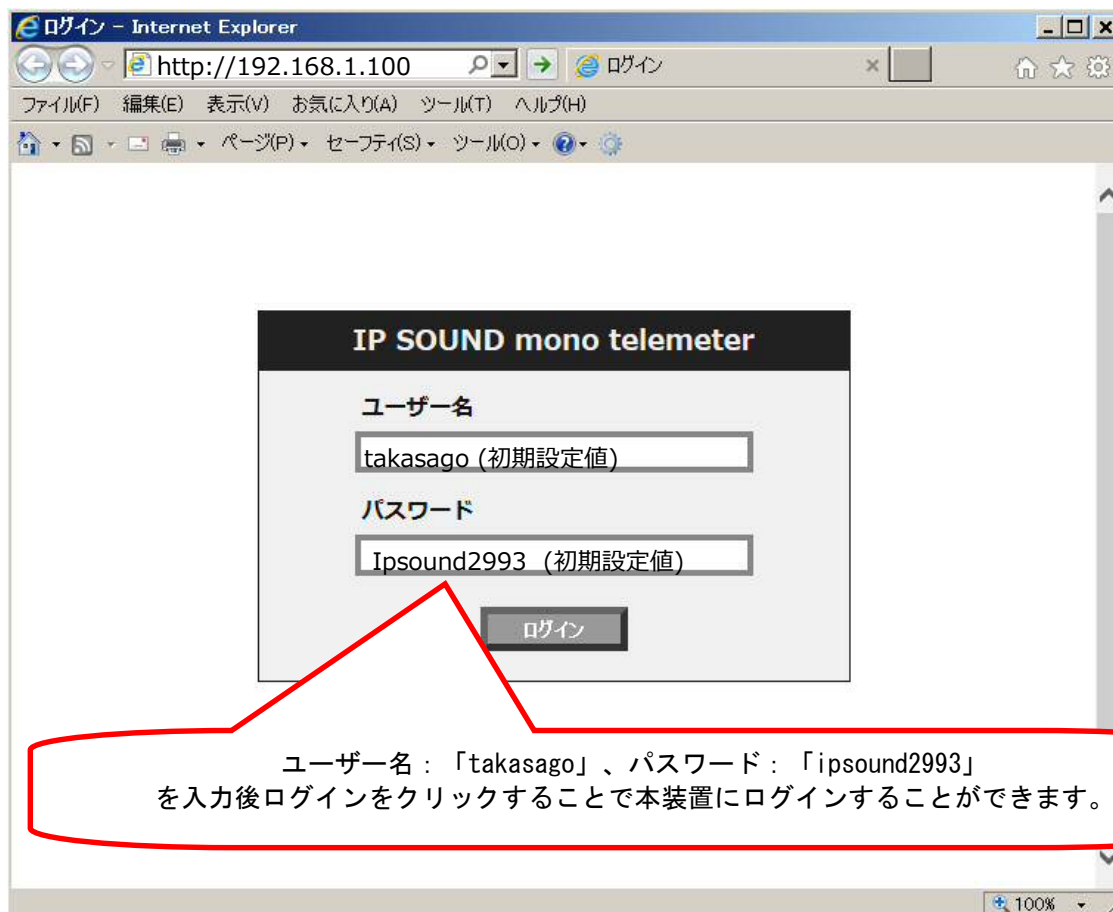 ログイン - Internet Explorer
http://192.168.1.100
ログイン
ファイル(F) 編集(E) 表示(V) お気に入り(A) ツール(T) ヘルプ(H)
ページ(P) セーフティ(S) ツール(O)
IP SOUND mono telemeter
ユーザー名
takasago (初期設定値)
パスワード
Ipsound2993 (初期設定値)
ログイン
ユーザー名：「takasago」、パスワード：「ipsound2993」
を入力後ログインをクリックすることで本装置にログインすることができます。
100%